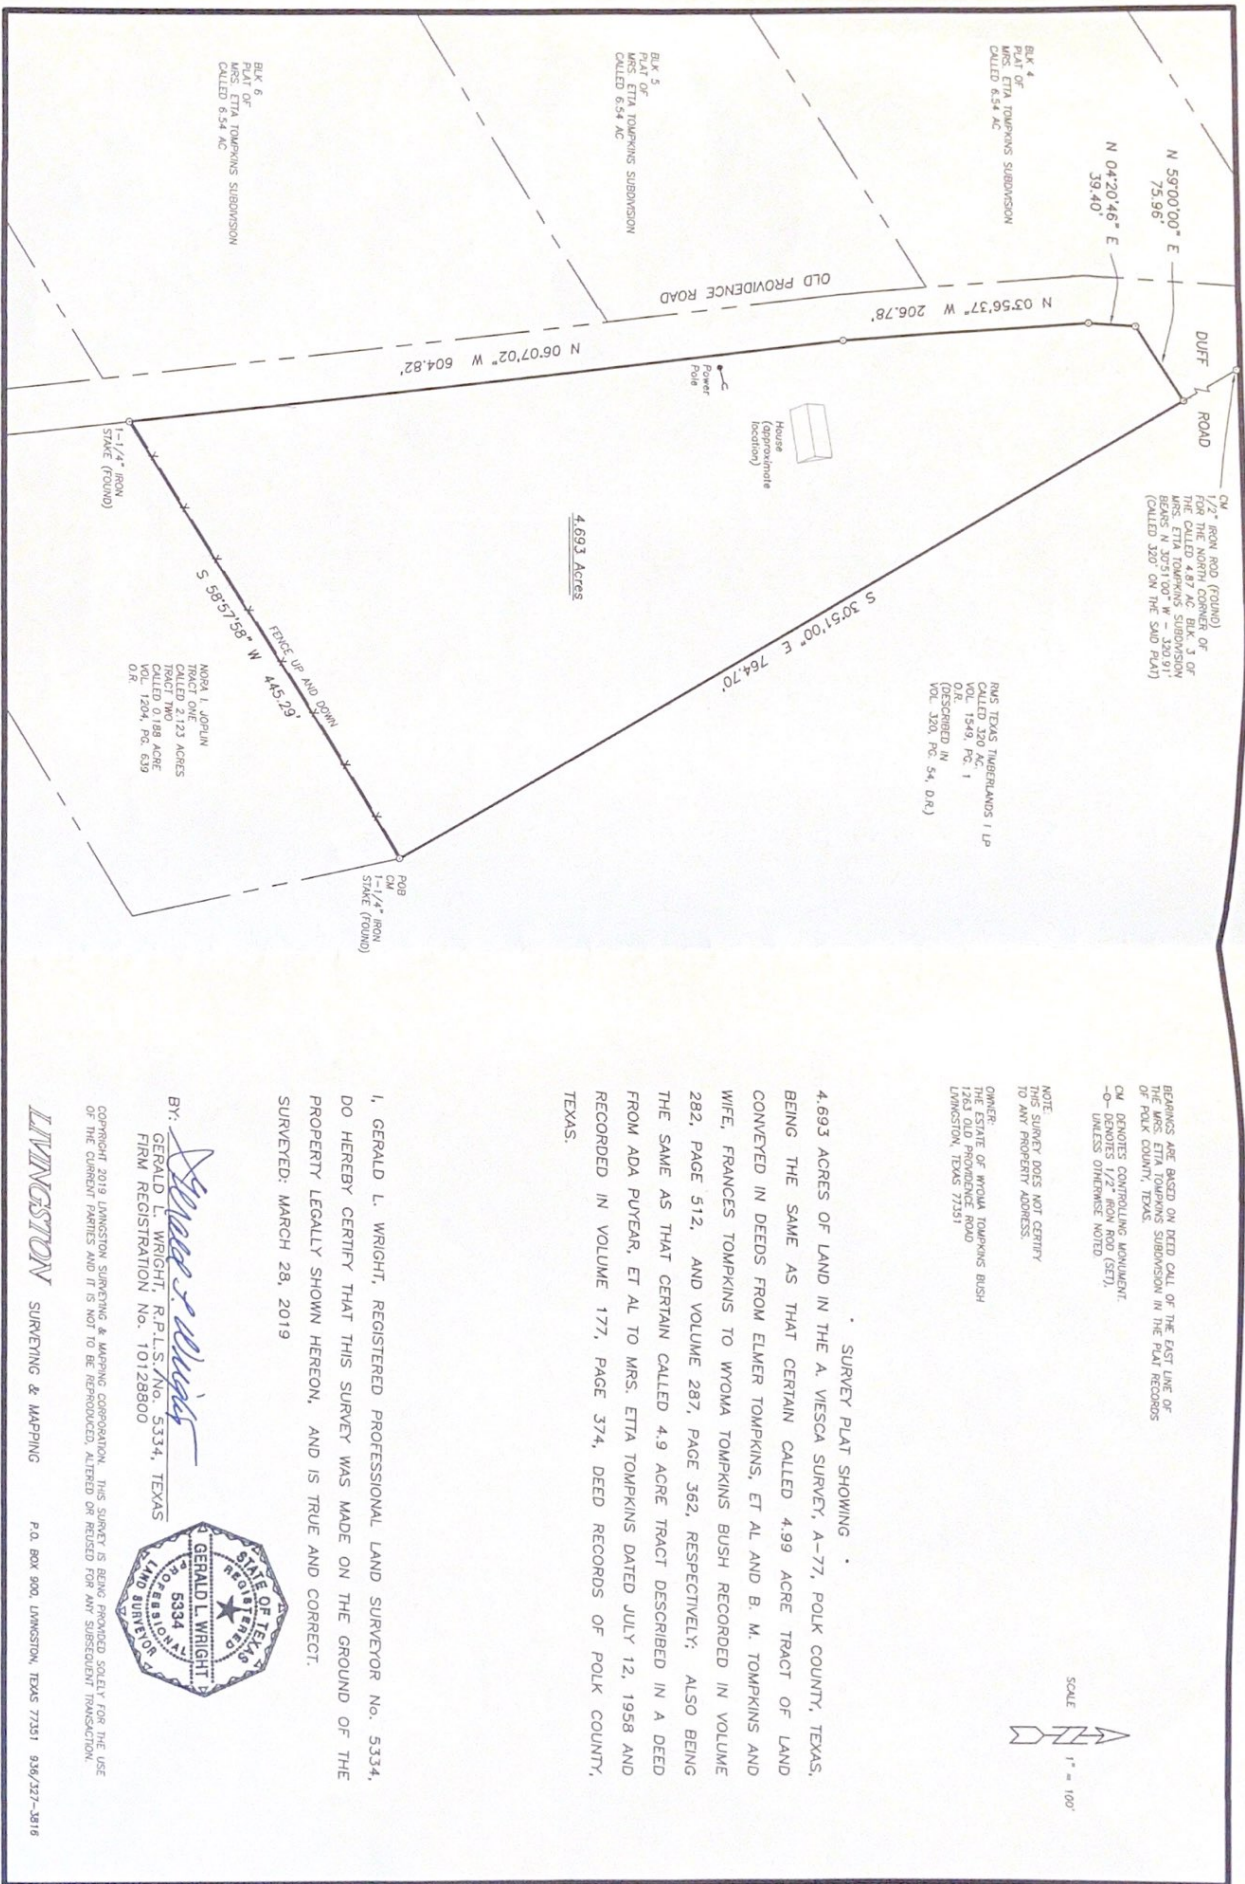 BLK 4
PLAT OF
MRS. ETTA TOMPKINS SUBDIVISION
CALLED 6.54 AC
BLK 5
PLAT OF
MRS. ETTA TOMPKINS SUBDIVISION
CALLED 6.54 AC
BLK 6
PLAT OF
MRS. ETTA TOMPKINS SUBDIVISION
CALLED 6.54 AC
N 59°00'00" E
75.96'
N 04°20'46" E
39.40'
DUFF ROAD
OLD PROVIDENCE ROAD
N 03°56'37" W 206.78'
N 06°07'02" W 604.82'
Power
Pole
House
(approximate
location)
4.693 Acres
CM
1/2" IRON ROD (FOUND)
FOR THE NORTH CORNER OF
THE CALLED 4.87 AC. BLK. 3 OF
MRS. ETTA TOMPKINS SUBDIVISION
BEARS N 30°51'00" W - 320.91'
(CALLED 320' ON THE SAID PLAT)
S 30°51'00" E 764.70'
RMS TEXAS TIMBERLANDS I LP
CALLED 320 AC.
VOL. 1549, PG. 1
O.R.
(DESCRIBED IN
VOL. 320, PG. 54, D.R.)
1-1/4" IRON
STAKE (FOUND)
FENCE UP AND DOWN
S 58°57'58" W 445.29'
NORA I. JOPLIN
TRACT ONE
CALLED 2.123 ACRES
TRACT TWO
CALLED 0.188 ACRE
VOL. 1204, PG. 639
O.R.
POB
CM
1-1/4" IRON
STAKE (FOUND)
BEARINGS ARE BASED ON DEED CALL OF THE EAST LINE OF
THE MRS. ETTA TOMPKINS SUBDIVISION IN THE PLAT RECORDS
OF POLK COUNTY, TEXAS.
CM DENOTES CONTROLLING MONUMENT.
-O- DENOTES 1/2" IRON ROD (SET),
UNLESS OTHERWISE NOTED.
NOTE:
THIS SURVEY DOES NOT CERTIFY
TO ANY PROPERTY ADDRESS.
OWNER:
THE ESTATE OF WYOMA TOMPKINS BUSH
1263 OLD PROVIDENCE ROAD
LIVINGSTON, TEXAS 77351
SCALE 1" = 100'
• SURVEY PLAT SHOWING •
4.693 ACRES OF LAND IN THE A. VIESCA SURVEY, A-77, POLK COUNTY, TEXAS,
BEING THE SAME AS THAT CERTAIN CALLED 4.99 ACRE TRACT OF LAND
CONVEYED IN DEEDS FROM ELMER TOMPKINS, ET AL AND B. M. TOMPKINS AND
WIFE, FRANCES TOMPKINS TO WYOMA TOMPKINS BUSH RECORDED IN VOLUME
282, PAGE 512, AND VOLUME 287, PAGE 362, RESPECTIVELY; ALSO BEING
THE SAME AS THAT CERTAIN CALLED 4.9 ACRE TRACT DESCRIBED IN A DEED
FROM ADA PUYEAR, ET AL TO MRS. ETTA TOMPKINS DATED JULY 12, 1958 AND
RECORDED IN VOLUME 177, PAGE 374, DEED RECORDS OF POLK COUNTY,
TEXAS.
I, GERALD L. WRIGHT, REGISTERED PROFESSIONAL LAND SURVEYOR No. 5334,
DO HEREBY CERTIFY THAT THIS SURVEY WAS MADE ON THE GROUND OF THE
PROPERTY LEGALLY SHOWN HEREON, AND IS TRUE AND CORRECT.
SURVEYED: MARCH 28, 2019
BY: Gerald L. Wright
GERALD L. WRIGHT, R.P.L.S. No. 5334, TEXAS
FIRM REGISTRATION No. 10128800
STATE OF TEXAS
REGISTERED
GERALD L. WRIGHT
5334
PROFESSIONAL
LAND SURVEYOR
COPYRIGHT 2019 LIVINGSTON SURVEYING & MAPPING CORPORATION. THIS SURVEY IS BEING PROVIDED SOLELY FOR THE USE
OF THE CURRENT PARTIES AND IT IS NOT TO BE REPRODUCED, ALTERED OR REUSED FOR ANY SUBSEQUENT TRANSACTION.
LIVINGSTON SURVEYING & MAPPING P.O. BOX 900, LIVINGSTON, TEXAS 77351 936/327-3816